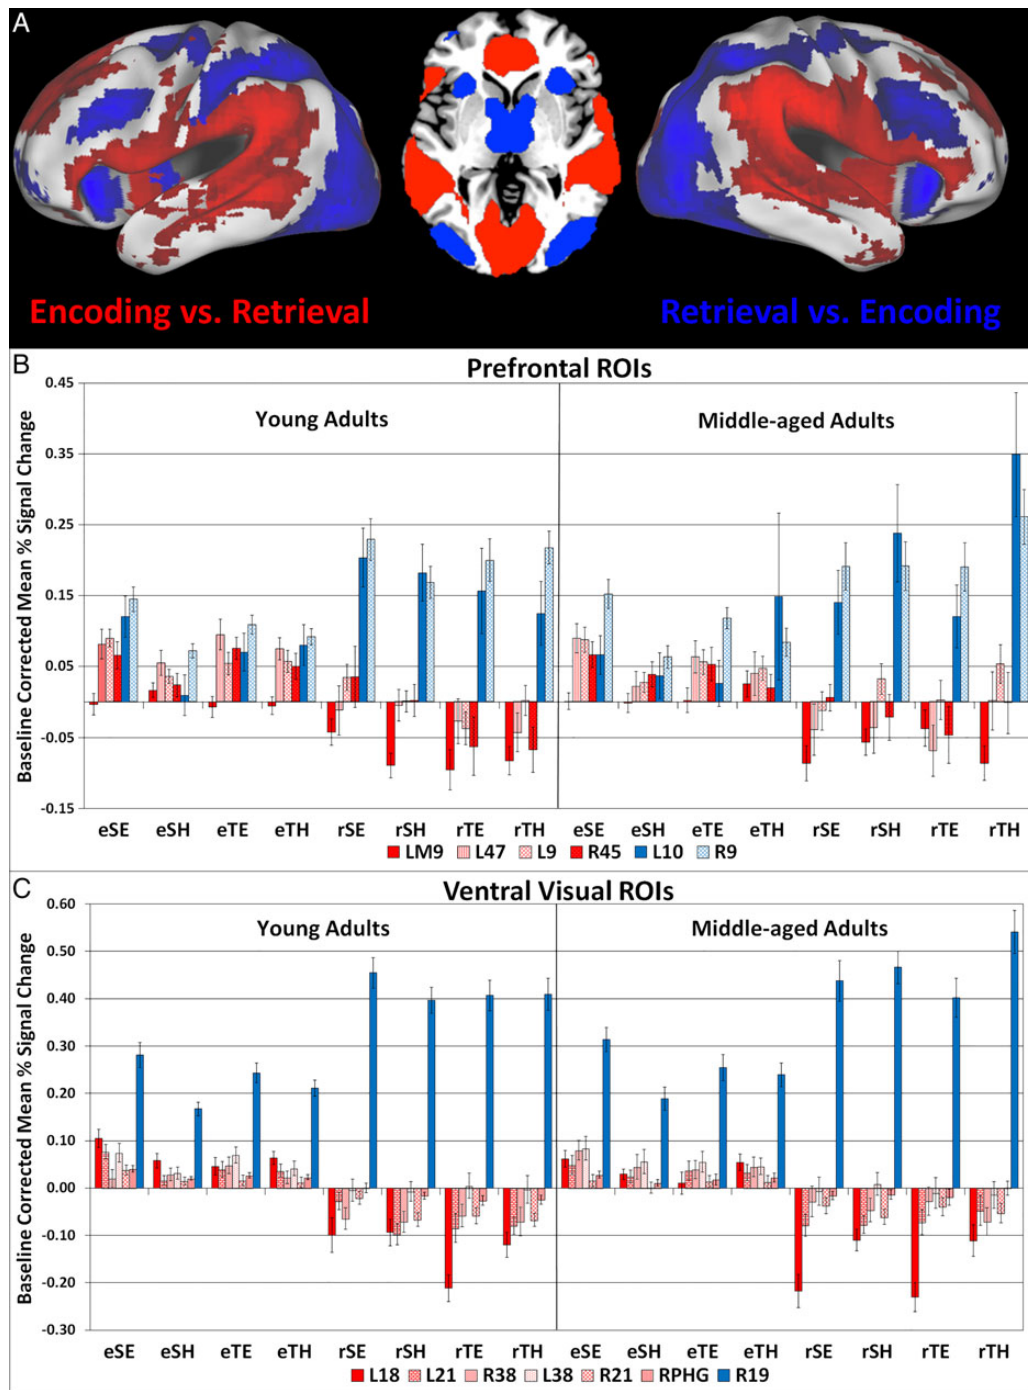 A
Encoding vs. Retrieval
Retrieval vs. Encoding
B
Prefrontal ROIs
Young Adults
Middle-aged Adults
Baseline Corrected Mean % Signal Change
0.45
0.35
0.25
0.15
0.05
-0.05
-0.15
eSE eSH eTE eTH rSE rSH rTE rTH eSE eSH eTE eTH rSE rSH rTE rTH
LM9 L47 L9 R45 L10 R9
C
Ventral Visual ROIs
Young Adults
Middle-aged Adults
Baseline Corrected Mean % Signal Change
0.60
0.50
0.40
0.30
0.20
0.10
0.00
-0.10
-0.20
-0.30
eSE eSH eTE eTH rSE rSH rTE rTH eSE eSH eTE eTH rSE rSH rTE rTH
L18 L21 R38 L38 R21 RPHG R19